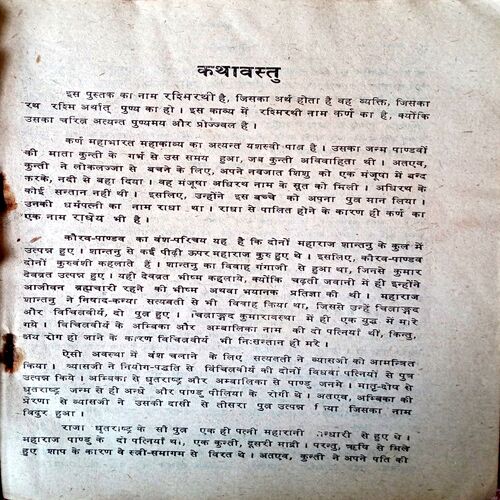 कथावस्तु
इस पुस्तक का नाम रश्मिरथी है, जिसका अर्थ होता है वह व्यक्ति, जिसका
रथ रश्मि अर्थात् पुण्य का हो । इस काव्य में रश्मिरथी नाम कर्ण का है, क्योंकि
उसका चरित्र अत्यन्त पुण्यमय और प्रोज्ज्वल है ।
कर्ण महाभारत महाकाव्य का अत्यन्त यशस्वी पात्र है । उसका जन्म पाण्डवों
की माता कुन्ती के गर्भ से उस समय हुआ, जब कुन्ती अविवाहिता थी । अतएव,
कुन्ती ने लोकलज्जा से बचने के लिए, अपने नवजात शिशु को एक मंजूषा में बन्द
करके, नदी में बहा दिया । वह मंजूषा अधिरथ नाम के सूत को मिली । अधिरथ के
कोई सन्तान नहीं थी । इसलिए, उन्होंने इस बच्चे को अपना पुत्र मान लिया ।
उनकी धर्मपत्नी का नाम राधा था । राधा से पालित होने के कारण ही कर्ण का
एक नाम राधेय भी है ।
कौरव-पाण्डव का वंश-परिचय यह है कि दोनों महाराज शान्तनु के कुल में
उत्पन्न हुए । शान्तनु से कई पीढ़ी ऊपर महाराज कुरु हुए थे । इसलिए, कौरव-पाण्डव
दोनों कुरुवंशी कहलाते हैं । शान्तनु का विवाह गंगाजी से हुआ था, जिनसे कुमार
देवव्रत उत्पन्न हुए । यही देवव्रत भीष्म कहलाये, क्योंकि चढ़ती जवानी में ही इन्होंने
आजीवन ब्रह्मचारी रहने की भीष्म अथवा भयानक प्रतिज्ञा की थी । महाराज
शान्तनु ने निषाद-कन्या सत्यवती से भी विवाह किया था, जिससे उन्हें चित्रांगद
और विचित्रवीर्य, दो पुत्र हुए । चित्रांगद कुमारावस्था में ही एक युद्ध में मारे
गये । विचित्रवीर्य के अम्बिका और अम्बालिका नाम की दो पत्नियाँ थीं, किन्तु,
क्षय रोग हो जाने के कारण विचित्रवीर्य भी निःसन्तान ही मरे ।
ऐसी अवस्था में वंश चलाने के लिए सत्यवती ने व्यासजी को आमन्त्रित
किया । व्यासजी ने नियोग-पद्धति से विचित्रवीर्य की दोनों विधवा पत्नियों से पुत्र
उत्पन्न किये । अम्बिका से धृतराष्ट्र और अम्बालिका से पाण्डु जनमे । मातृ-दोष से
धृतराष्ट्र जन्म से ही अन्धे और पाण्डु पीलिया के रोगी थे । अतएव, अम्बिका की
प्रेरणा से व्यासजी ने उसकी दासी से तीसरा पुत्र उत्पन्न किया जिसका नाम
विदुर हुआ ।
राजा धृतराष्ट्र के सौ पुत्र एक ही पत्नी महारानी गान्धारी से हुए थे ।
महाराज पाण्डु के दो पत्नियाँ थीं, एक कुन्ती, दूसरी माद्री । परन्तु, ऋषि से मिले
हुए शाप के कारण वे स्त्री-समागम से विरत थे । अतएव, कुन्ती ने अपने पति की